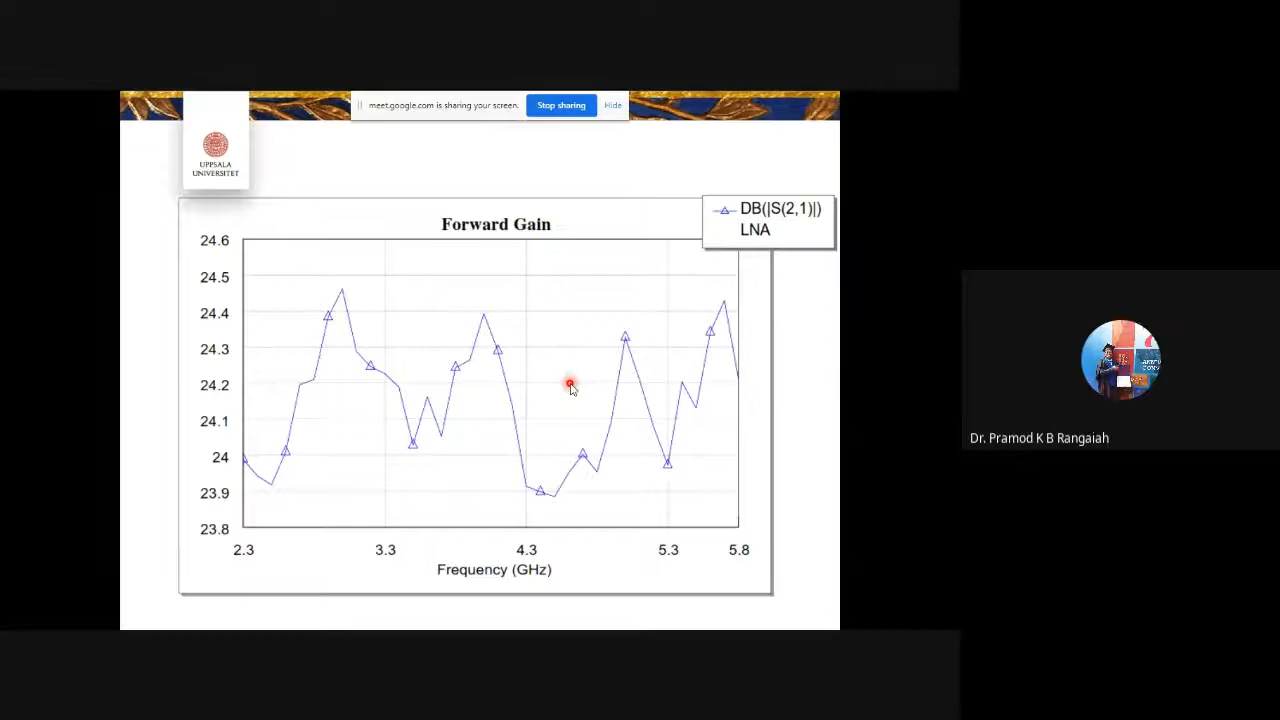 meet.google.com is sharing your screen. Stop sharing Hide
UPPSALA
UNIVERSITET
DB(|S(2,1)|)
LNA
Forward Gain
24.6
24.5
24.4
24.3
24.2
24.1
24
23.9
23.8
2.3 3.3 4.3 5.3 5.8
Frequency (GHz)
Dr. Pramod K B Rangaiah